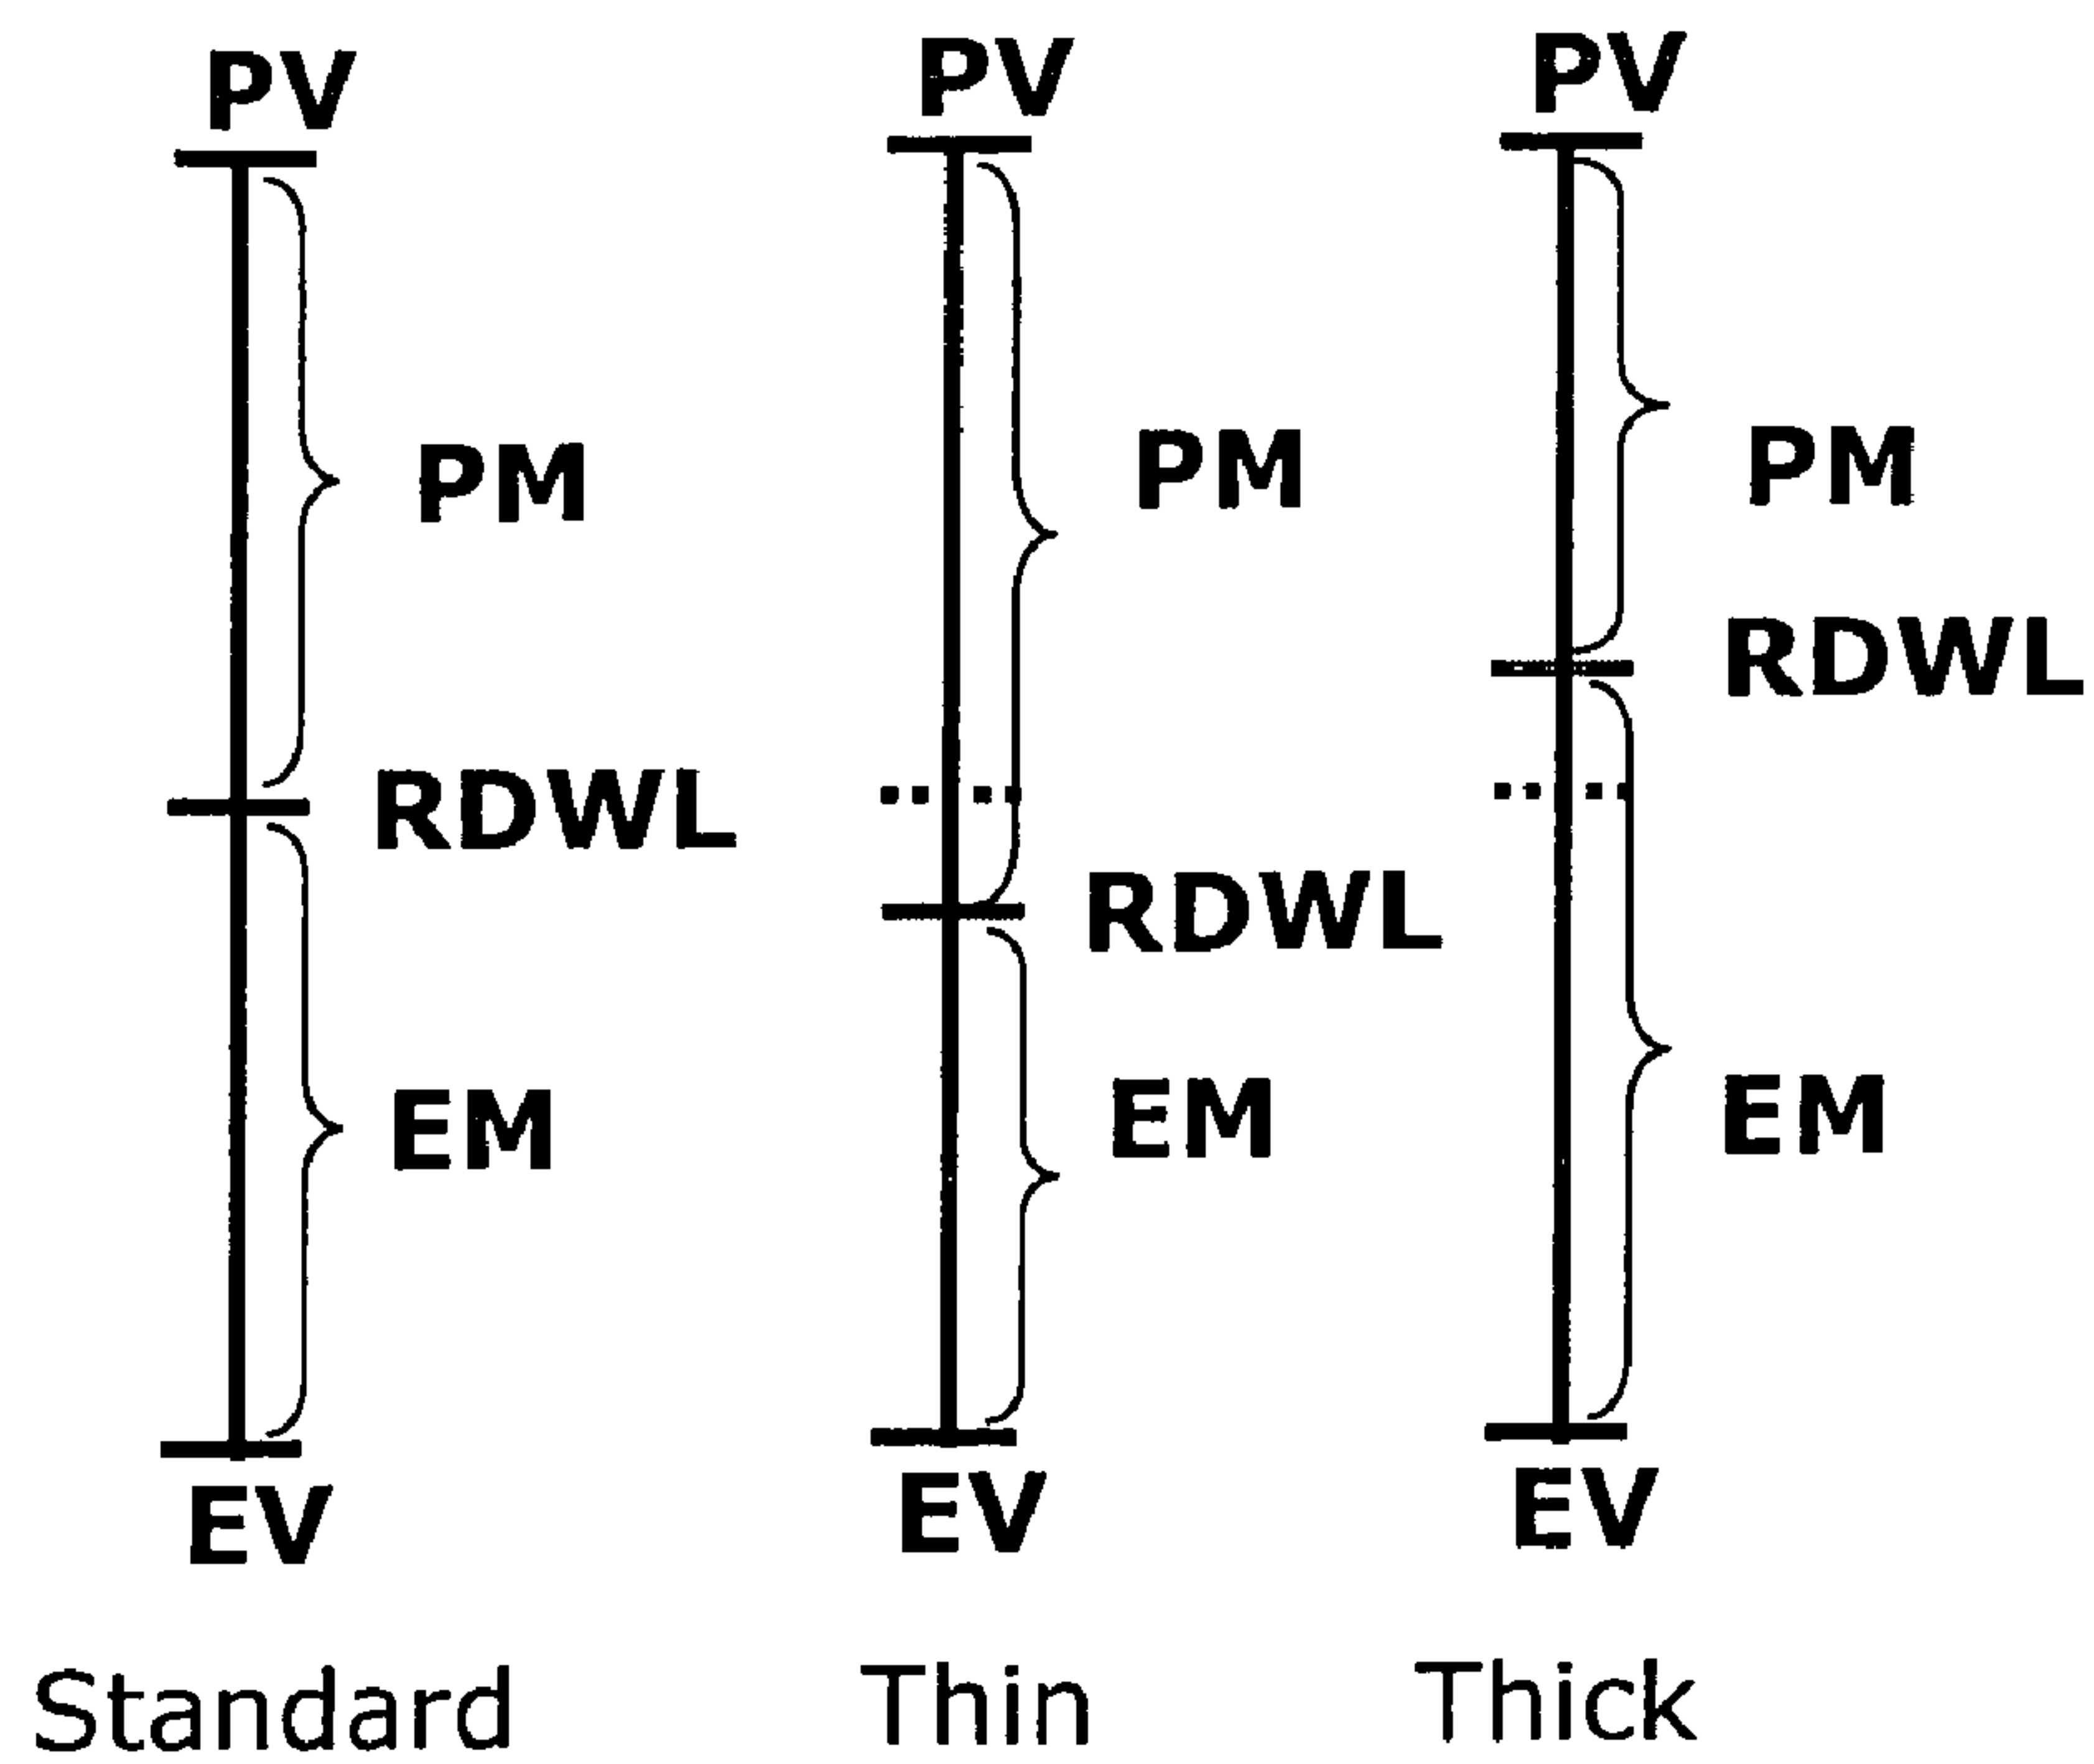 PV
PM
RDWL
EM
EV
Standard
PV
PM
RDWL
EM
EV
Thin
PV
PM
RDWL
EM
EV
Thick